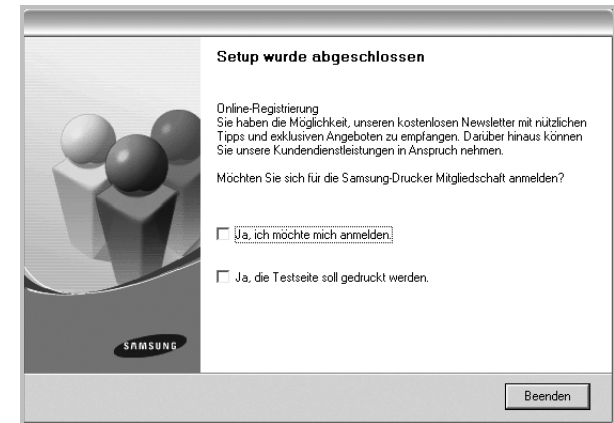 Setup wurde abgeschlossen
Online-Registrierung
Sie haben die Möglichkeit, unseren kostenlosen Newsletter mit nützlichen
Tipps und exklusiven Angeboten zu empfangen. Darüber hinaus können
Sie unsere Kundendienstleistungen in Anspruch nehmen.
Möchten Sie sich für die Samsung-Drucker Mitgliedschaft anmelden?
Ja, ich möchte mich anmelden.
Ja, die Testseite soll gedruckt werden.
SAMSUNG
Beenden